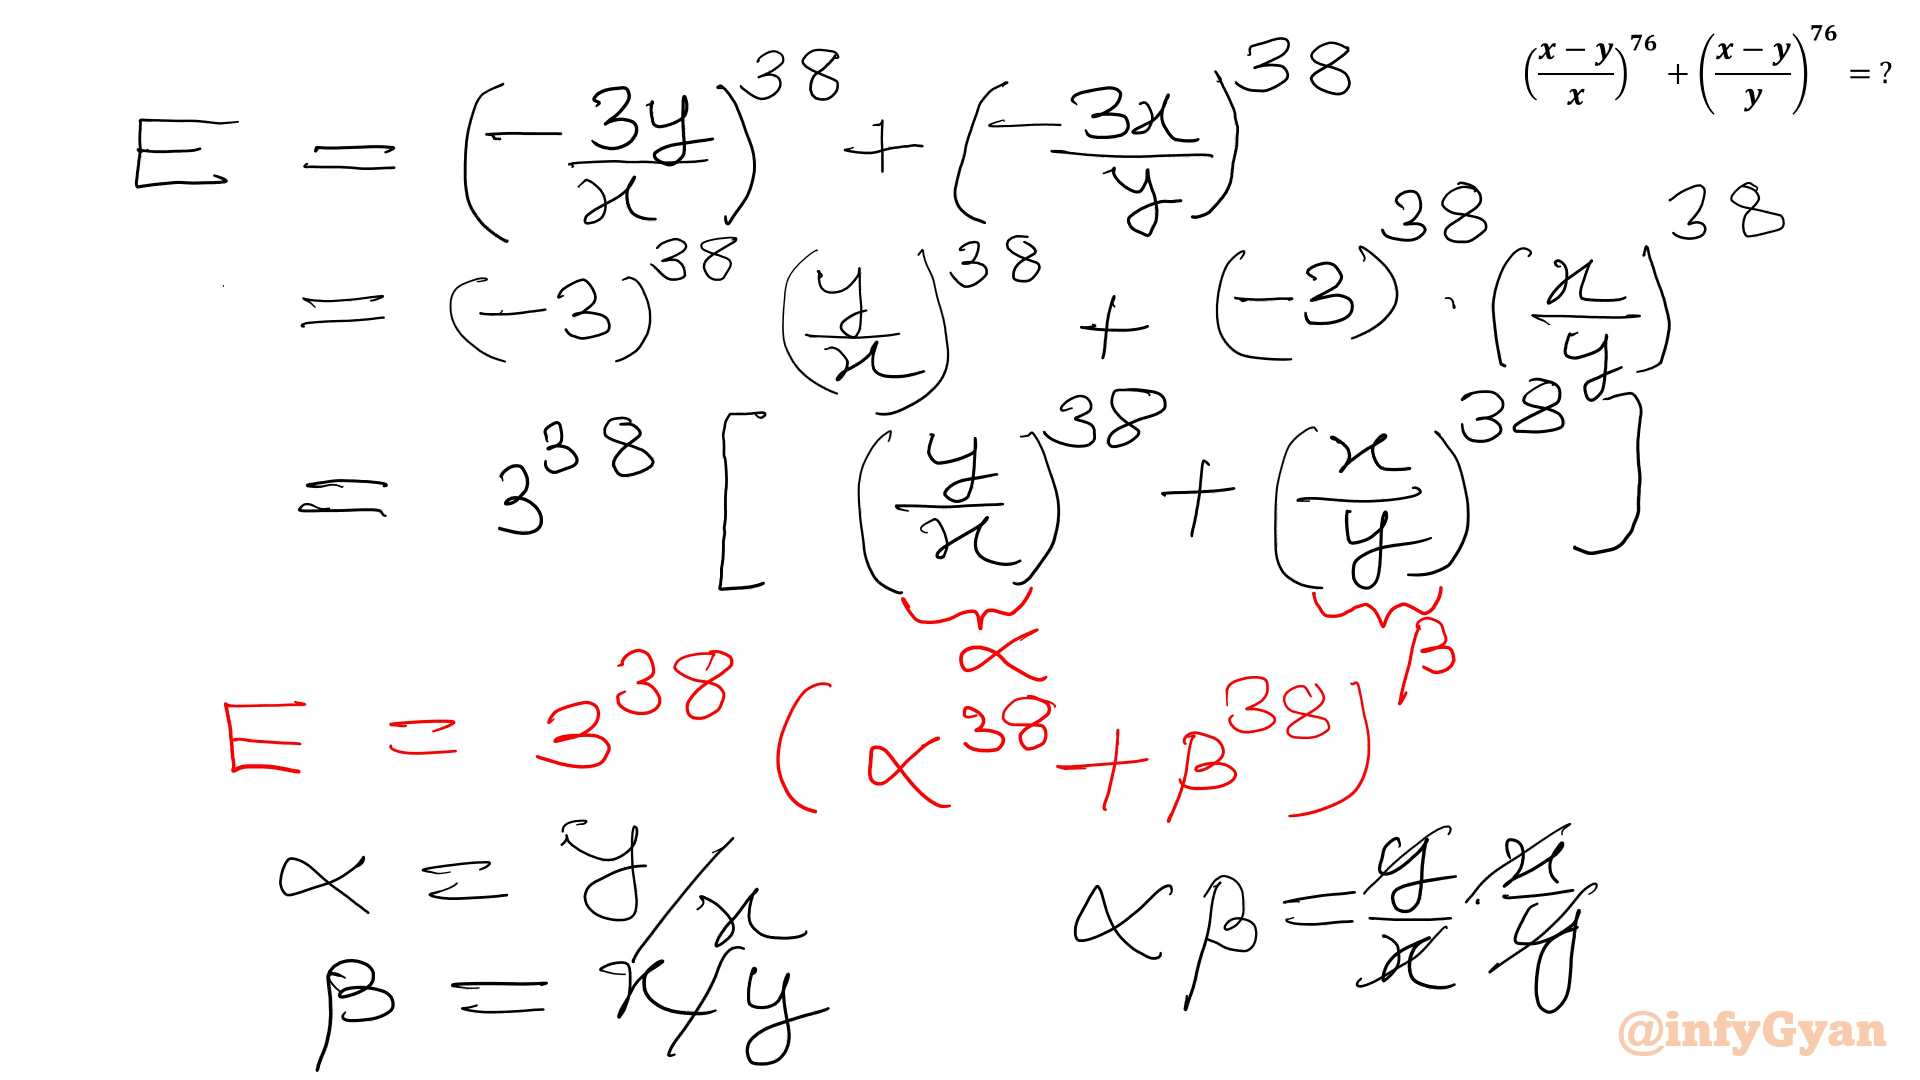 ((x − y)/x)^76 + ((x − y)/y)^76 = ?
E = (−3y/x)^38 + (−3x/y)^38
= (−3)^38 (y/x)^38 + (−3)^38 · (x/y)^38
= 3^38 [(y/x)^38 + (x/y)^38]
α β
E = 3^38 (α^38 + β^38)
α = y/x
β = x/y
αβ = y/x · x/y
@infyGyan